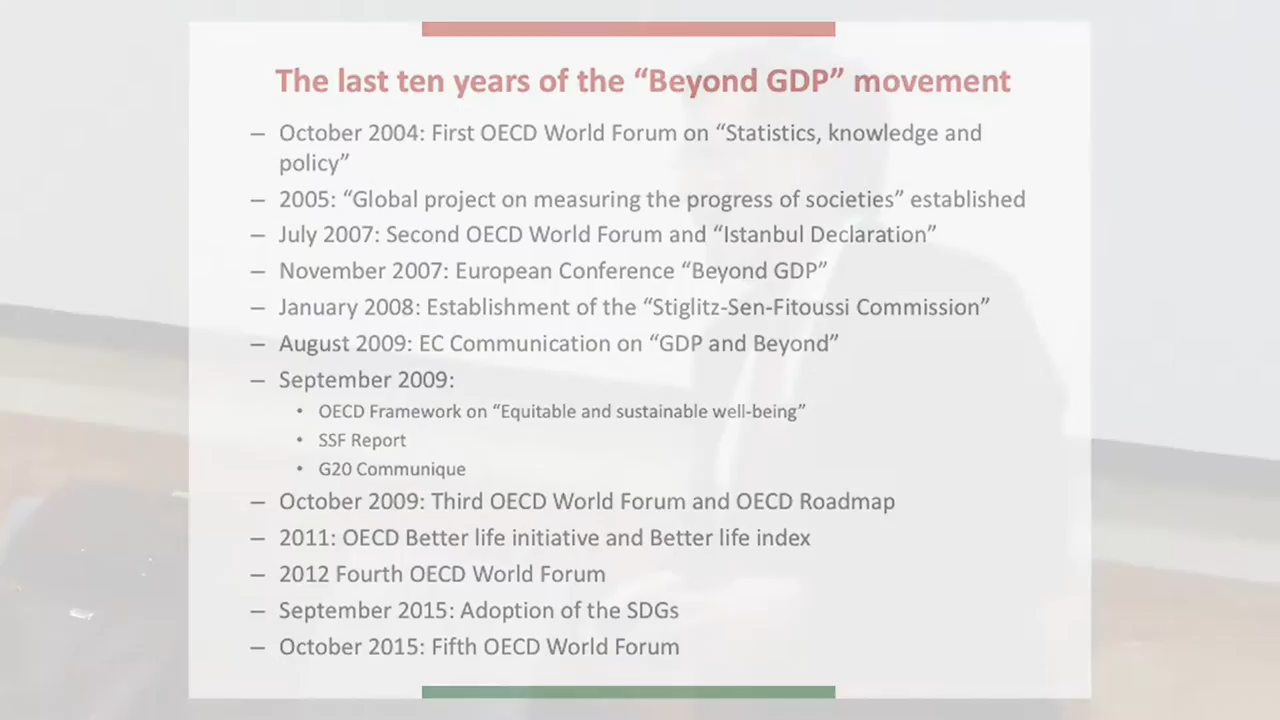 The last ten years of the “Beyond GDP” movement
– October 2004: First OECD World Forum on “Statistics, knowledge and
policy”
– 2005: “Global project on measuring the progress of societies” established
– July 2007: Second OECD World Forum and “Istanbul Declaration”
– November 2007: European Conference “Beyond GDP”
– January 2008: Establishment of the “Stiglitz-Sen-Fitoussi Commission”
– August 2009: EC Communication on “GDP and Beyond”
– September 2009:
• OECD Framework on “Equitable and sustainable well-being”
• SSF Report
• G20 Communique
– October 2009: Third OECD World Forum and OECD Roadmap
– 2011: OECD Better life initiative and Better life index
– 2012 Fourth OECD World Forum
– September 2015: Adoption of the SDGs
– October 2015: Fifth OECD World Forum